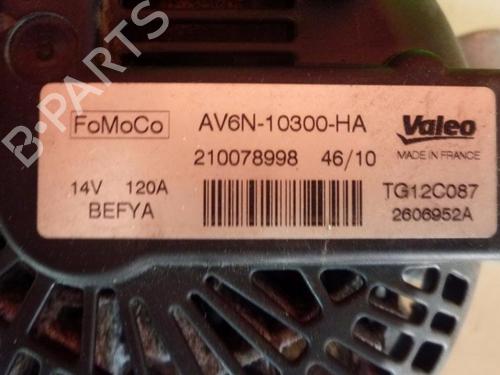 B-PARTS
FoMoCo AV6N-10300-HA Valeo
210078998 46/10 MADE IN FRANCE
14V 120A TG12C087
BEFYA 2606952A